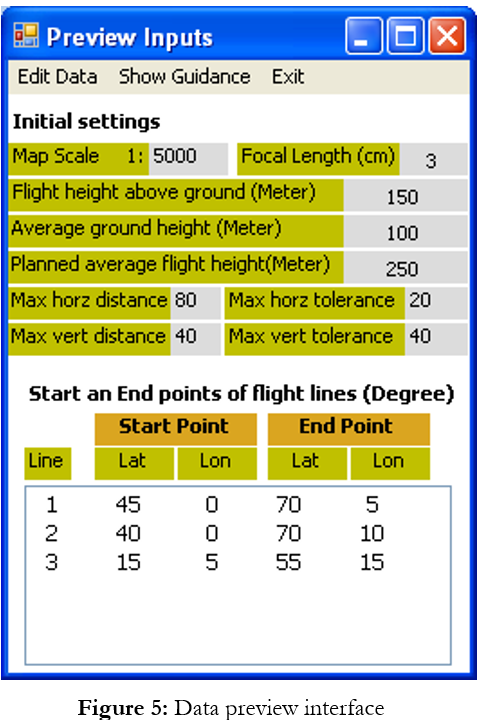 Preview Inputs
Edit Data Show Guidance Exit
Initial settings
Map Scale 1: 5000 Focal Length (cm) 3
Flight height above ground (Meter) 150
Average ground height (Meter) 100
Planned average flight height(Meter) 250
Max horz distance 80 Max horz tolerance 20
Max vert distance 40 Max vert tolerance 40
Start an End points of flight lines (Degree)
Start Point End Point
Line Lat Lon Lat Lon
1 45 0 70 5
2 40 0 70 10
3 15 5 55 15
Figure 5: Data preview interface